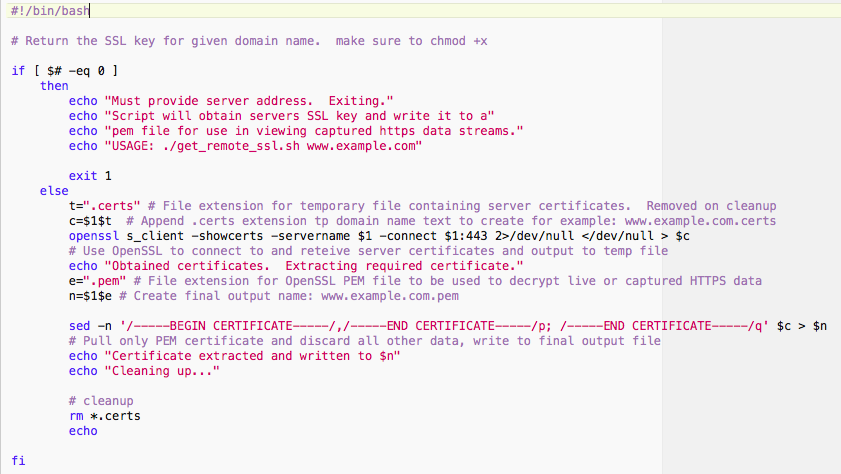 #!/bin/bash
# Return the SSL key for given domain name.  make sure to chmod +x
if [ $# -eq 0 ]
    then
        echo "Must provide server address.  Exiting."
        echo "Script will obtain servers SSL key and write it to a"
        echo "pem file for use in viewing captured https data streams."
        echo "USAGE: ./get_remote_ssl.sh www.example.com"
        exit 1
    else
        t=".certs" # File extension for temporary file containing server certificates.  Removed on cleanup
        c=$1$t  # Append .certs extension tp domain name text to create for example: www.example.com.certs
        openssl s_client -showcerts -servername $1 -connect $1:443 2>/dev/null </dev/null > $c
        # Use OpenSSL to connect to and reteive server certificates and output to temp file
        echo "Obtained certificates.  Extracting required certificate."
        e=".pem" # File extension for OpenSSL PEM file to be used to decrypt live or captured HTTPS data
        n=$1$e # Create final output name: www.example.com.pem
        sed -n '/-----BEGIN CERTIFICATE-----/,/-----END CERTIFICATE-----/p; /-----END CERTIFICATE-----/q' $c > $n
        # Pull only PEM certificate and discard all other data, write to final output file
        echo "Certificate extracted and written to $n"
        echo "Cleaning up..."
        # cleanup
        rm *.certs
        echo
fi